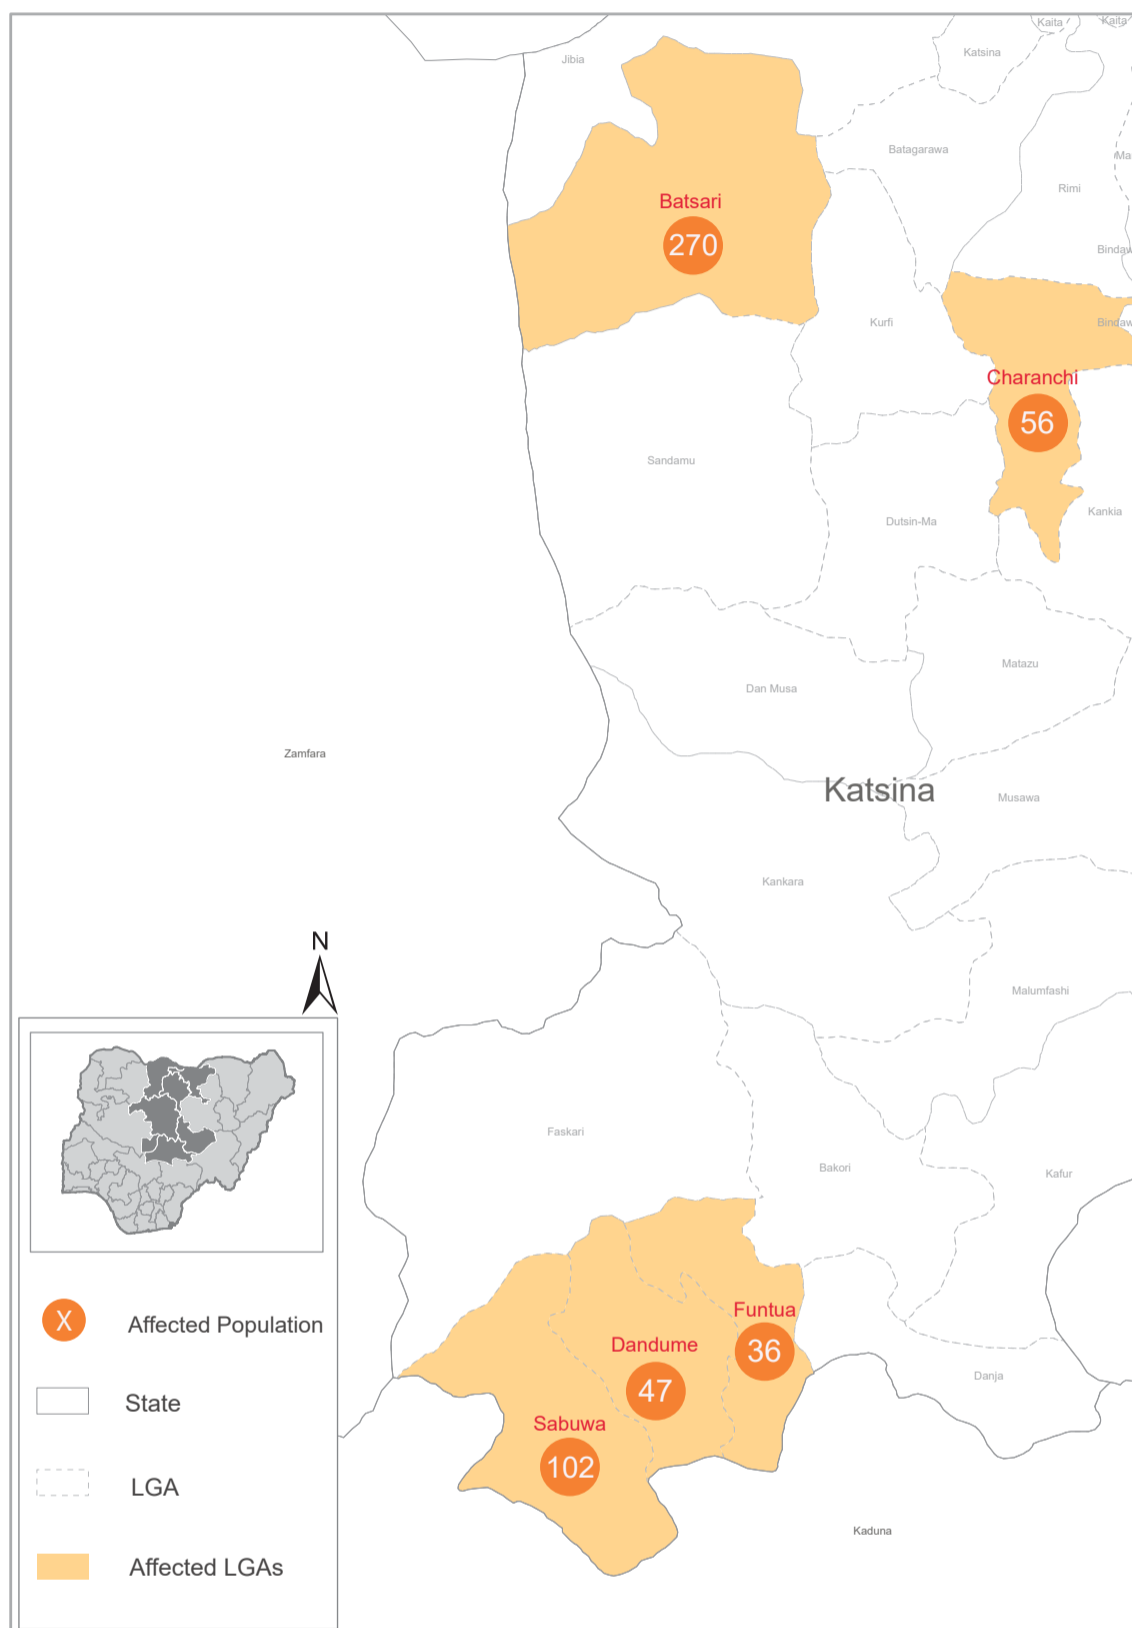 Kaita
Kaita
Katsina
Jibia
Batagarawa
Rimi
Batsari
270
Kurfi
Charanchi
56
Sandamu
Kankia
Dutsin-Ma
Matazu
Dan Musa
Zamfara
Katsina
Musawa
Kankara
N
Malumfashi
Faskari
Bakori
Kafur
Funtua
36
Dandume
47
Danja
Sabuwa
102
Kaduna
X Affected Population
State
LGA
Affected LGAs